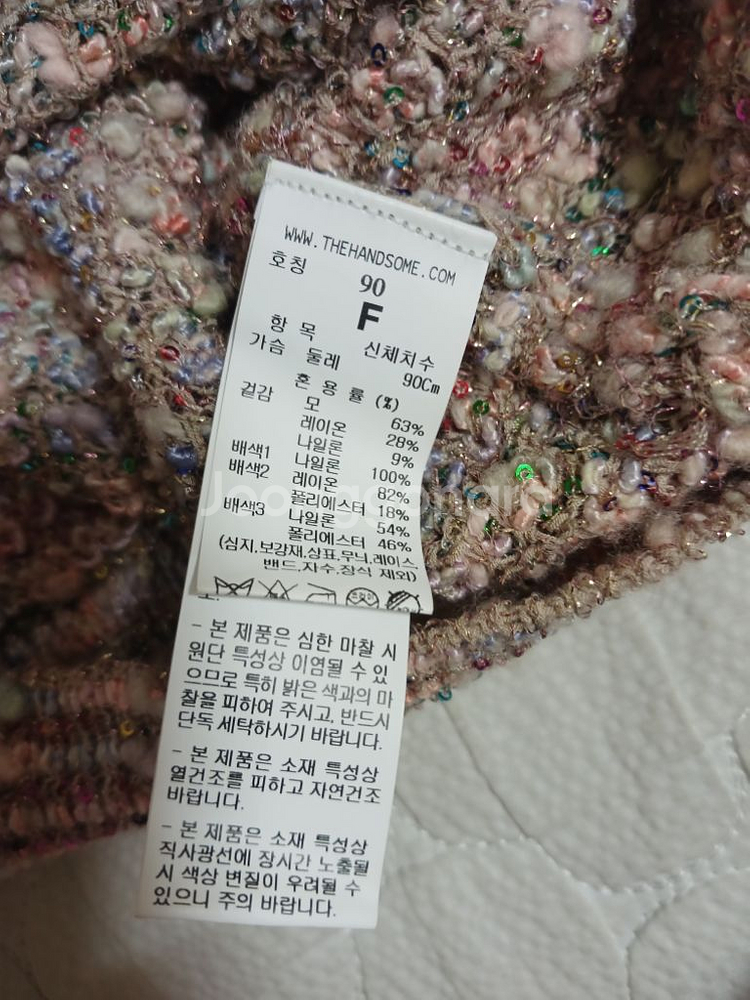 WWW.THEHANDSOME.COM
호칭 90
F
항목 신체치수
가슴 둘레 90Cm
혼용률 (%)
겉감 모 63%
레이온 28%
나일론 9%
배색1 나일론 100%
배색2 레이온 82%
폴리에스터 18%
배색3 나일론 54%
폴리에스터 46%
(심지,보강재,상표,무늬,레이스,
밴드,자수,장식 제외)
- 본 제품은 심한 마찰 시
원단 특성상 이염될 수 있
으므로 특히 밝은 색과의 마
찰을 피하여 주시고, 반드시
단독 세탁하시기 바랍니다.
- 본 제품은 소재 특성상
열건조를 피하고 자연건조
바랍니다.
- 본 제품은 소재 특성상
직사광선에 장시간 노출될
시 색상 변질이 우려될 수
있으니 주의 바랍니다.
Joonggonara